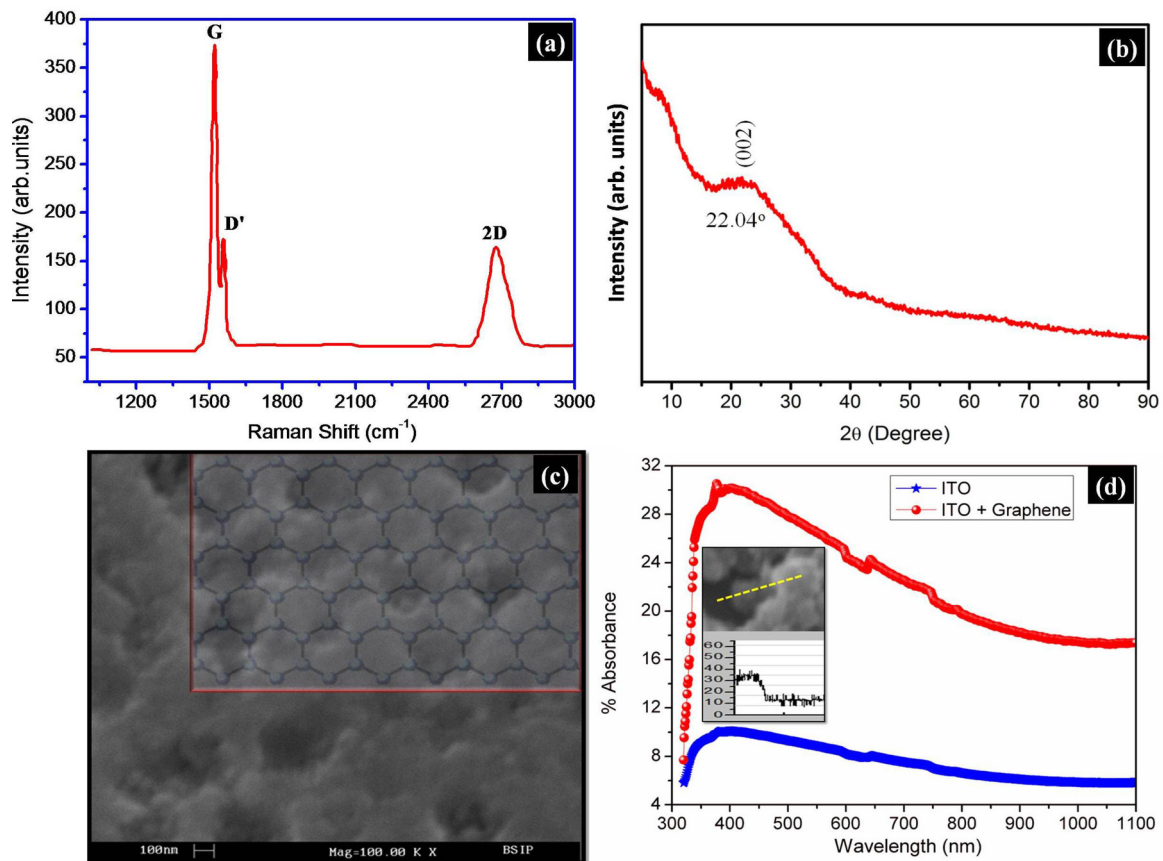 (a)
400
350
300
250
200
150
100
50
Intensity (arb.units)
G
D'
2D
1200 1500 1800 2100 2400 2700 3000
Raman Shift (cm⁻¹)
(b)
Intensity (arb. units)
(002)
22.04°
10 20 30 40 50 60 70 80 90
2θ (Degree)
(c)
100nm Mag=100.00 K X BSIP
(d)
32
28
24
20
16
12
8
4
% Absorbance
ITO
ITO + Graphene
60
50
40
30
20
10
0
300 400 500 600 700 800 900 1000 1100
Wavelength (nm)